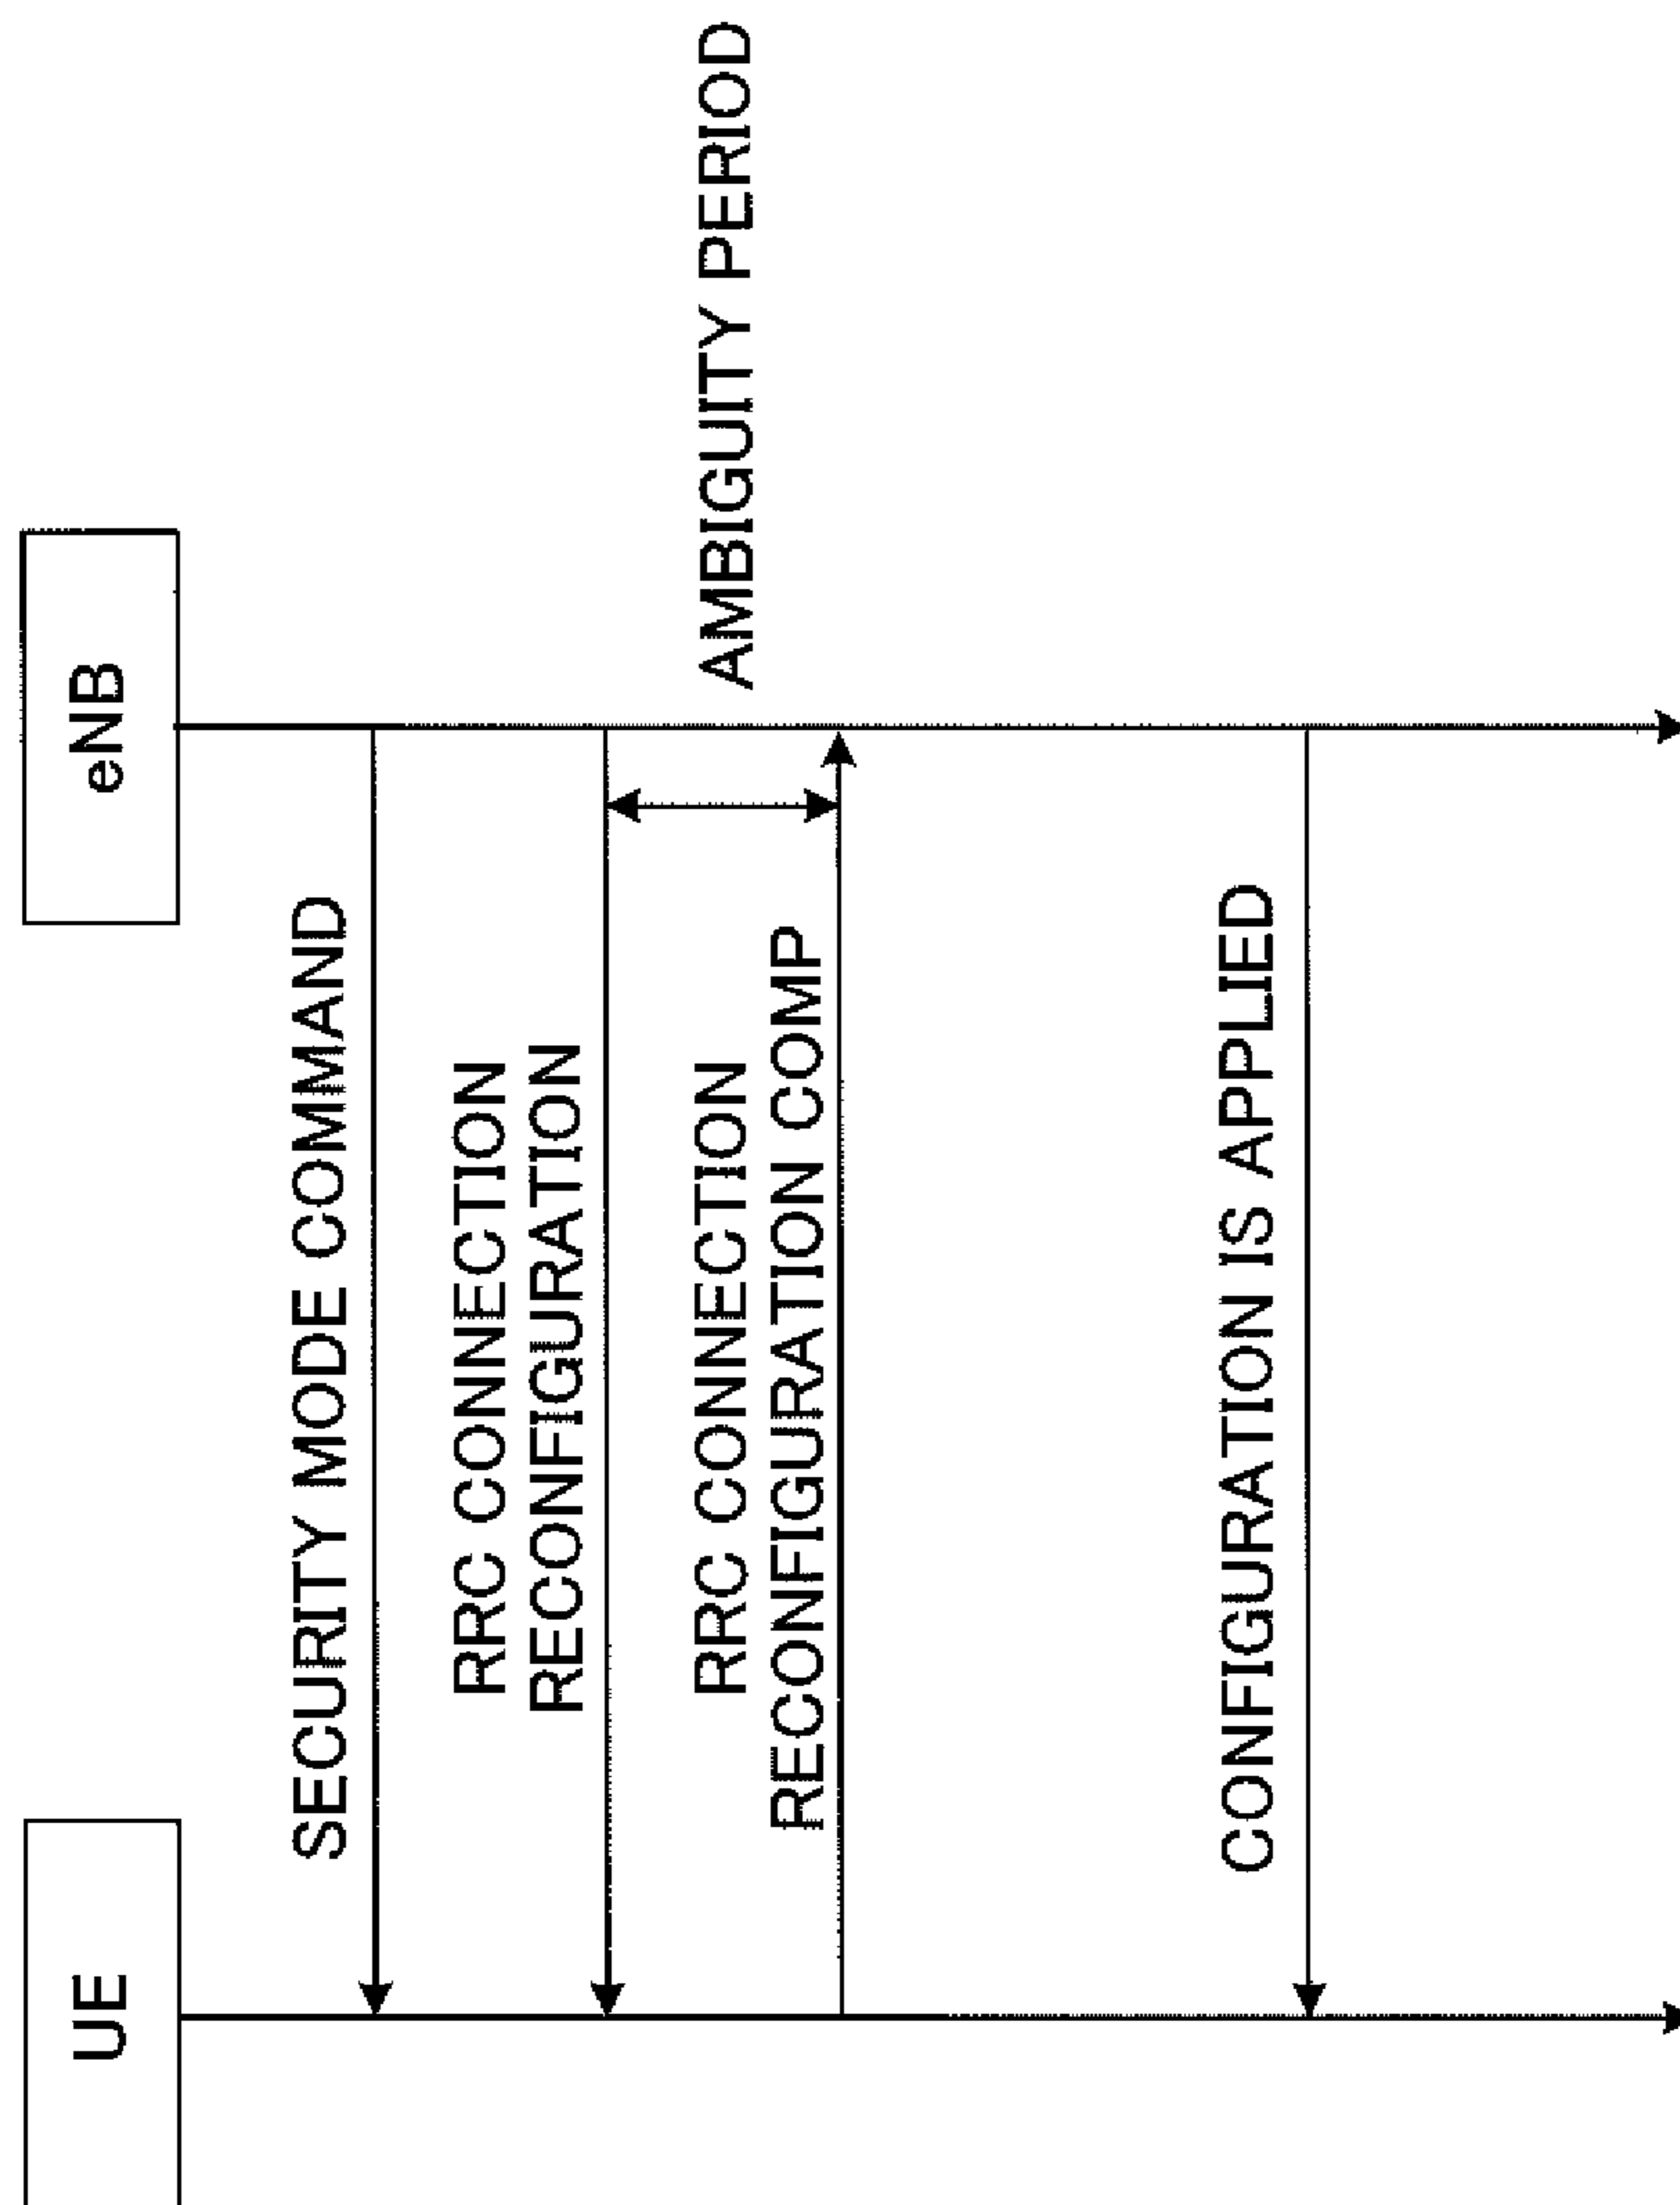 UE
eNB
SECURITY MODE COMMAND
RRC CONNECTION
RECONFIGURATION
AMBIGUITY PERIOD
RRC CONNECTION
RECONFIGURATION COMP
CONFIGURATION IS APPLIED